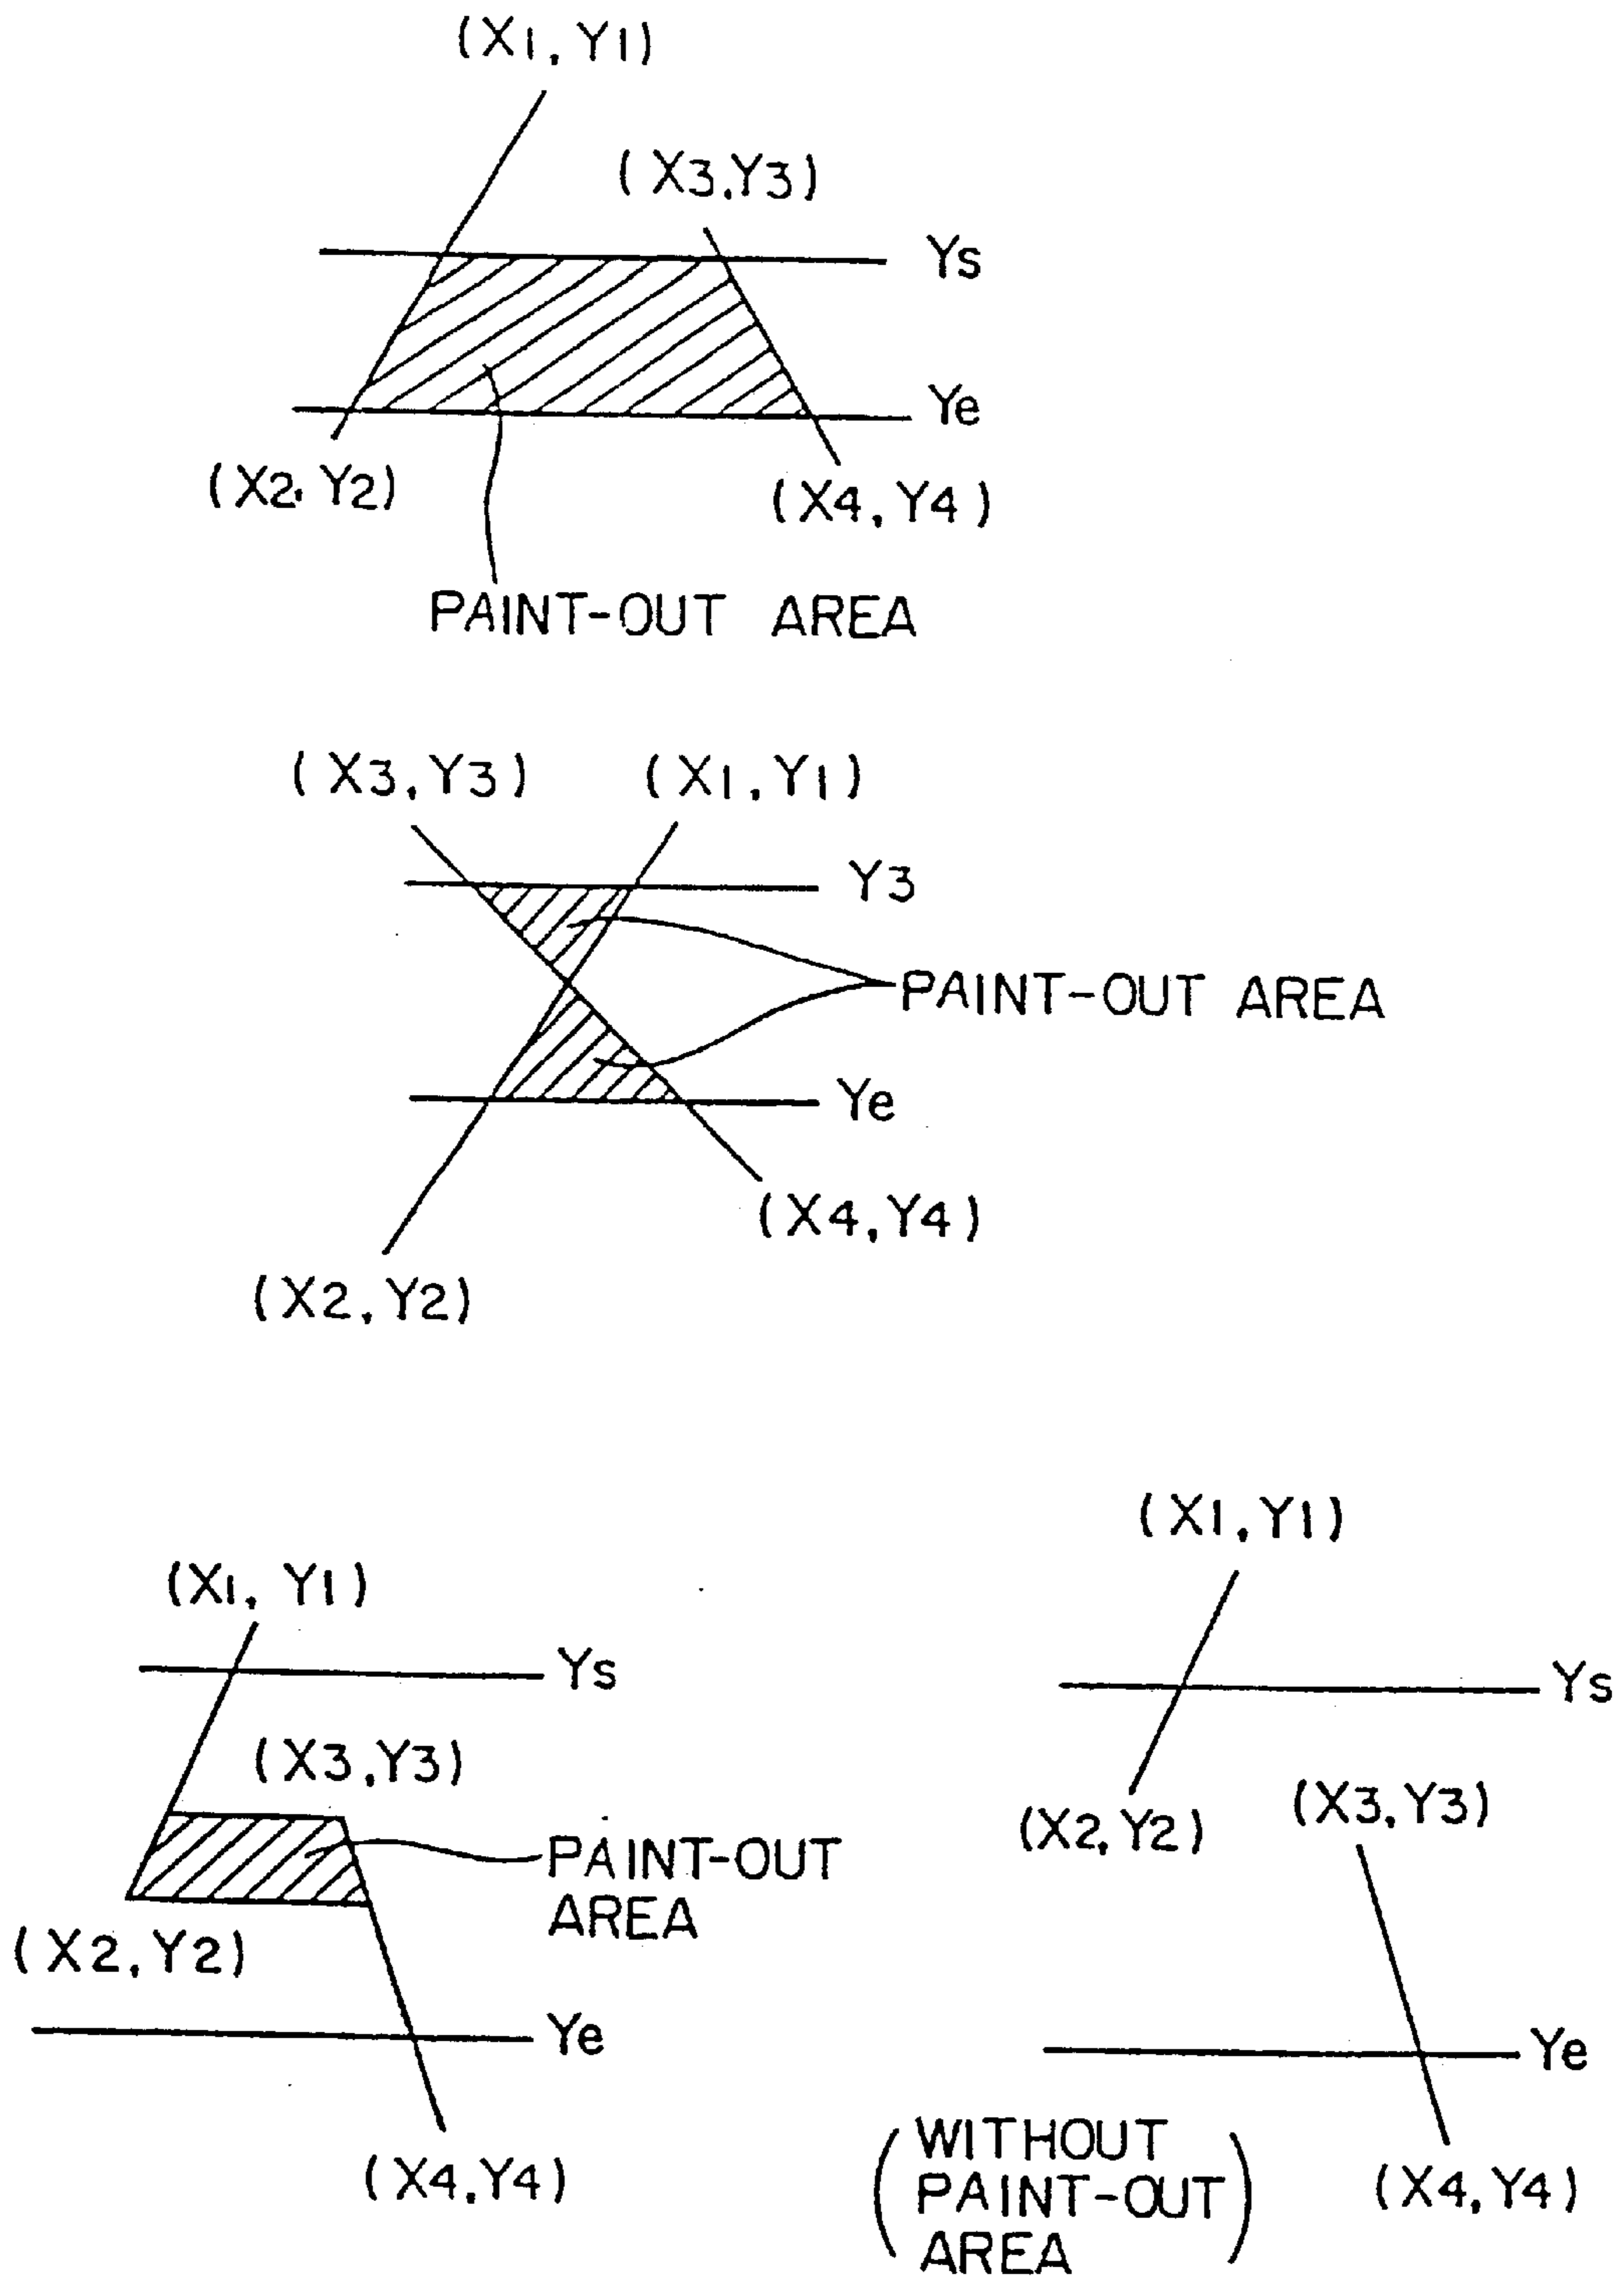 (X1, Y1)
(X3, Y3)
Ys
Ye
(X2, Y2)
(X4, Y4)
PAINT-OUT AREA
(X3, Y3)
(X1, Y1)
Y3
PAINT-OUT AREA
Ye
(X4, Y4)
(X2, Y2)
(X1, Y1)
Ys
(X3, Y3)
PAINT-OUT
AREA
(X2, Y2)
Ye
(X4, Y4)
(X1, Y1)
Ys
(X2, Y2)
(X3, Y3)
Ye
(WITHOUT
PAINT-OUT
AREA)
(X4, Y4)